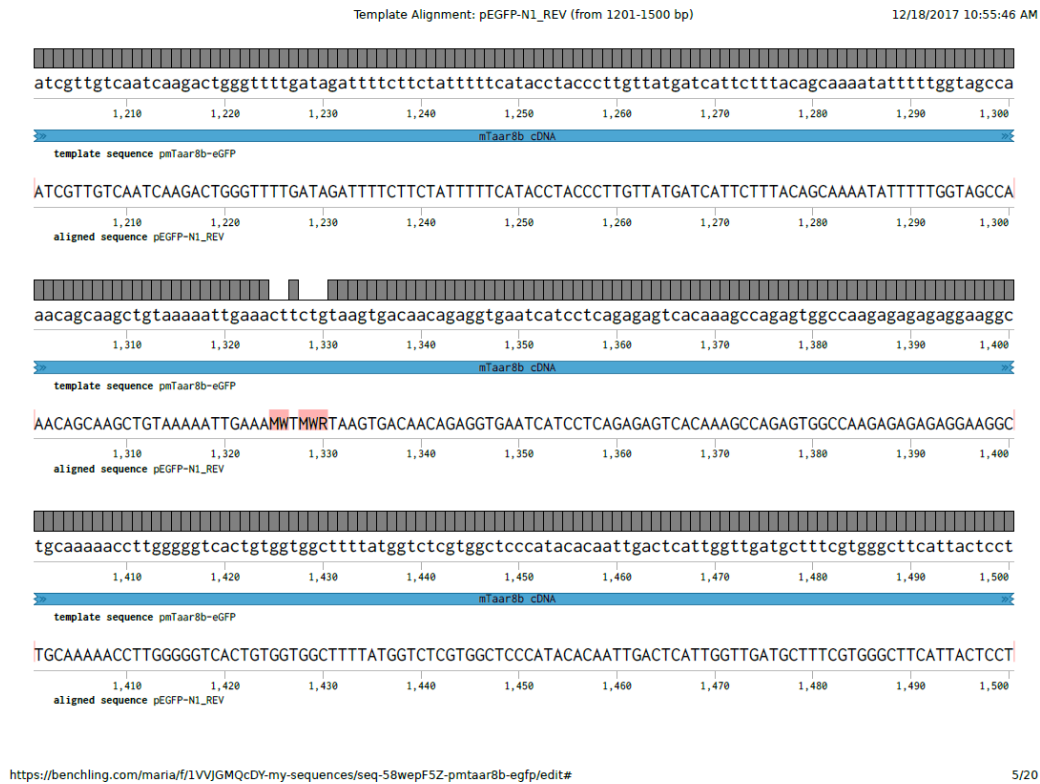 Template Alignment: pEGFP-N1_REV (from 1201-1500 bp) 12/18/2017 10:55:46 AM
atcgttgtcaatcaagactgggttttgatagattttcttctatttttcatacctacccttgttatgatcattctttacagcaaaatatttttggtagcca
1,210 1,220 1,230 1,240 1,250 1,260 1,270 1,280 1,290 1,300
mTaar8b cDNA
template sequence pmTaar8b-eGFP
ATCGTTGTCAATCAAGACTGGGTTTTGATAGATTTTCTTCTATTTTTCATACCTACCCTTGTTATGATCATTCTTTACAGCAAAATATTTTTGGTAGCCA
1,210 1,220 1,230 1,240 1,250 1,260 1,270 1,280 1,290 1,300
aligned sequence pEGFP-N1_REV
aacagcaagctgtaaaaattgaaacttctgtaagtgacaacagaggtgaatcatcctcagagagtcacaaagccagagtggccaagagagagaggaaggc
1,310 1,320 1,330 1,340 1,350 1,360 1,370 1,380 1,390 1,400
mTaar8b cDNA
template sequence pmTaar8b-eGFP
AACAGCAAGCTGTAAAAATTGAAAMWTMWRTAAGTGACAACAGAGGTGAATCATCCTCAGAGAGTCACAAAGCCAGAGTGGCCAAGAGAGAGAGGAAGGC
1,310 1,320 1,330 1,340 1,350 1,360 1,370 1,380 1,390 1,400
aligned sequence pEGFP-N1_REV
tgcaaaaaccttgggggtcactgtggtggcttttatggtctcgtggctcccatacacaattgactcattggttgatgctttcgtgggcttcattactcct
1,410 1,420 1,430 1,440 1,450 1,460 1,470 1,480 1,490 1,500
mTaar8b cDNA
template sequence pmTaar8b-eGFP
TGCAAAAACCTTGGGGGTCACTGTGGTGGCTTTTATGGTCTCGTGGCTCCCATACACAATTGACTCATTGGTTGATGCTTTCGTGGGCTTCATTACTCCT
1,410 1,420 1,430 1,440 1,450 1,460 1,470 1,480 1,490 1,500
aligned sequence pEGFP-N1_REV
https://benchling.com/maria/f/1VVJGMQcDY-my-sequences/seq-58wepF5Z-pmtaar8b-egfp/edit# 5/20